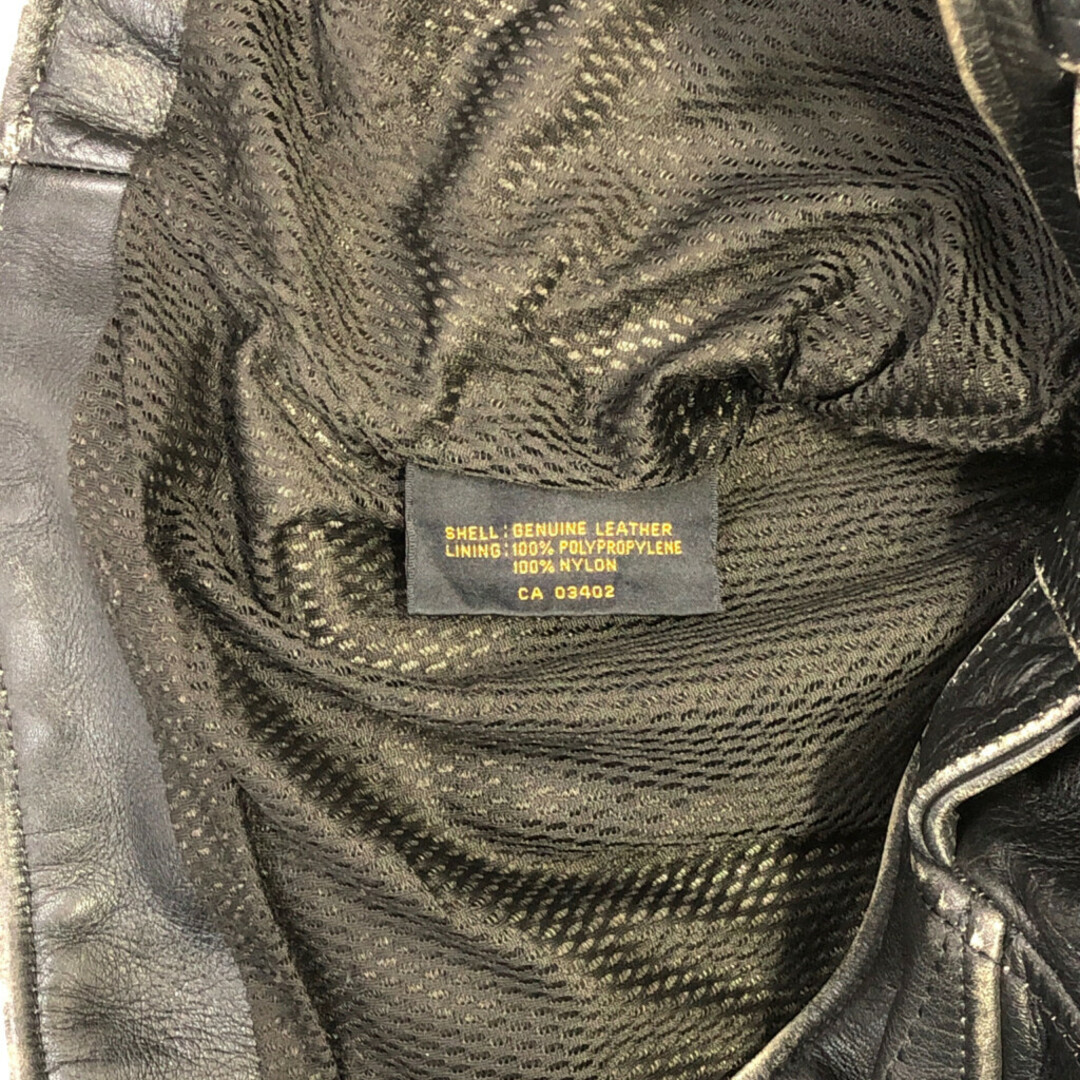 SHELL: GENUINE LEATHER
LINING: 100% POLYPROPYLENE
100% NYLON
CA 03402